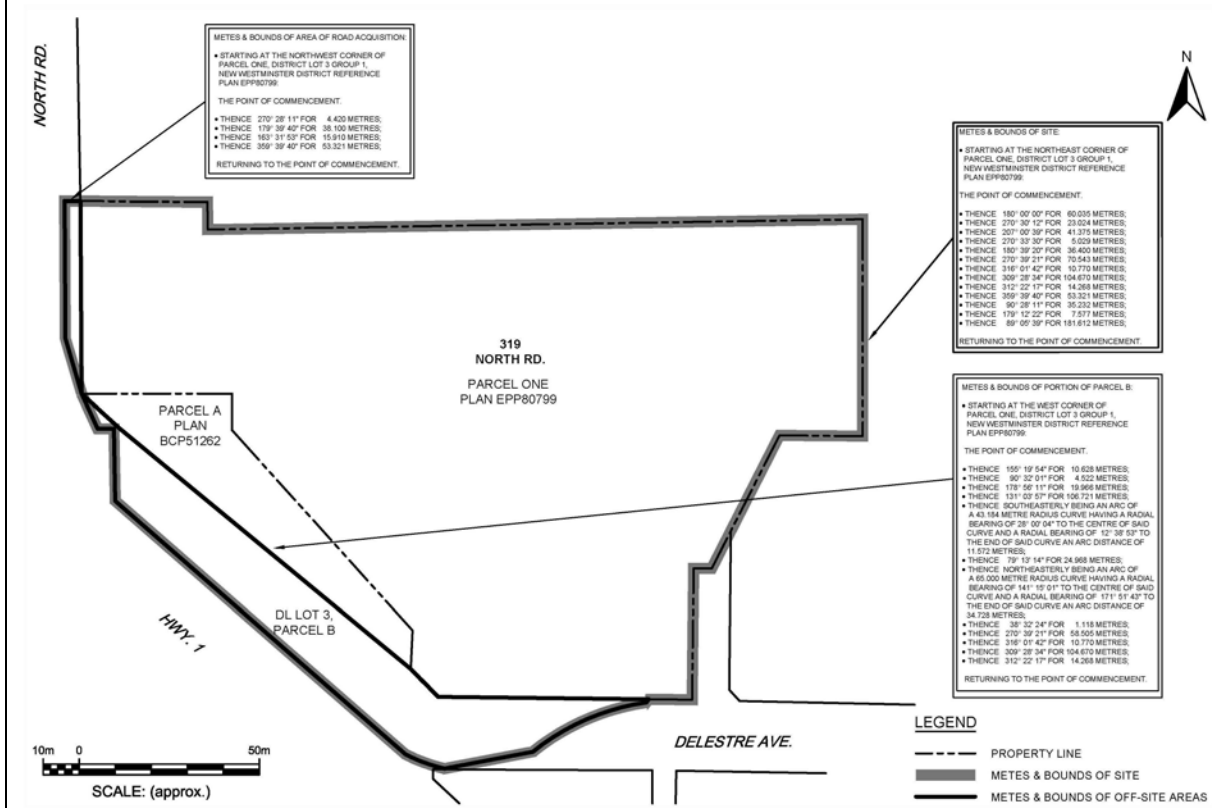 NORTH RD.
METES & BOUNDS OF AREA OF ROAD ACQUISITION:
• STARTING AT THE NORTHWEST CORNER OF
PARCEL ONE, DISTRICT LOT 3 GROUP 1,
NEW WESTMINSTER DISTRICT REFERENCE
PLAN EPP80799:
THE POINT OF COMMENCEMENT.
• THENCE 270° 28' 11" FOR 4.420 METRES;
• THENCE 179° 39' 40" FOR 38.100 METRES;
• THENCE 163° 31' 53" FOR 15.910 METRES;
• THENCE 359° 39' 40" FOR 53.321 METRES;
RETURNING TO THE POINT OF COMMENCEMENT.
N
METES & BOUNDS OF SITE:
• STARTING AT THE NORTHEAST CORNER OF
PARCEL ONE, DISTRICT LOT 3 GROUP 1,
NEW WESTMINSTER DISTRICT REFERENCE
PLAN EPP80799:
THE POINT OF COMMENCEMENT.
• THENCE 180° 00' 00" FOR 60.035 METRES;
• THENCE 270° 30' 12" FOR 23.024 METRES;
• THENCE 207° 00' 39" FOR 41.375 METRES;
• THENCE 270° 33' 30" FOR 5.029 METRES;
• THENCE 180° 39' 20" FOR 36.400 METRES;
• THENCE 270° 39' 21" FOR 70.543 METRES;
• THENCE 316° 01' 42" FOR 10.770 METRES;
• THENCE 309° 28' 34" FOR 104.670 METRES;
• THENCE 312° 22' 17" FOR 14.268 METRES;
• THENCE 359° 39' 40" FOR 53.321 METRES;
• THENCE 90° 28' 11" FOR 35.232 METRES;
• THENCE 179° 12' 22" FOR 7.577 METRES;
• THENCE 89° 05' 39" FOR 181.612 METRES;
RETURNING TO THE POINT OF COMMENCEMENT.
319
NORTH RD.
PARCEL ONE
PLAN EPP80799
PARCEL A
PLAN
BCP51262
METES & BOUNDS OF PORTION OF PARCEL B:
• STARTING AT THE WEST CORNER OF
PARCEL ONE, DISTRICT LOT 3 GROUP 1,
NEW WESTMINSTER DISTRICT REFERENCE
PLAN EPP80799:
THE POINT OF COMMENCEMENT.
• THENCE 155° 19' 54" FOR 10.628 METRES;
• THENCE 90° 32' 01" FOR 4.522 METRES;
• THENCE 178° 56' 11" FOR 19.966 METRES;
• THENCE 131° 03' 57" FOR 106.721 METRES;
• THENCE SOUTHEASTERLY BEING AN ARC OF
A 43.184 METRE RADIUS CURVE HAVING A RADIAL
BEARING OF 28° 00' 04" TO THE CENTRE OF SAID
CURVE AND A RADIAL BEARING OF 12° 38' 53" TO
THE END OF SAID CURVE AN ARC DISTANCE OF
11.572 METRES;
• THENCE 79° 13' 14" FOR 24.968 METRES;
• THENCE NORTHEASTERLY BEING AN ARC OF
A 65.000 METRE RADIUS CURVE HAVING A RADIAL
BEARING OF 141° 15' 01" TO THE CENTRE OF SAID
CURVE AND A RADIAL BEARING OF 171° 51' 43" TO
THE END OF SAID CURVE AN ARC DISTANCE OF
34.728 METRES;
• THENCE 38° 32' 24" FOR 1.118 METRES;
• THENCE 270° 39' 21" FOR 58.505 METRES;
• THENCE 316° 01' 42" FOR 10.770 METRES;
• THENCE 309° 28' 34" FOR 104.670 METRES;
• THENCE 312° 22' 17" FOR 14.268 METRES;
RETURNING TO THE POINT OF COMMENCEMENT.
DL LOT 3,
PARCEL B
HWY. 1
DELESTRE AVE.
10m 0 50m
SCALE: (approx.)
LEGEND
PROPERTY LINE
METES & BOUNDS OF SITE
METES & BOUNDS OF OFF-SITE AREAS